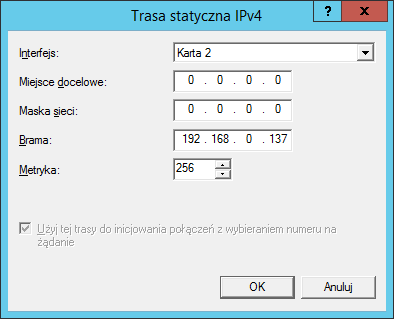 Trasa statyczna IPv4
? x
Interfejs: Karta 2
Miejsce docelowe: 0 . 0 . 0 . 0
Maska sieci: 0 . 0 . 0 . 0
Brama: 192 . 168 . 0 . 137
Metryka: 256
Użyj tej trasy do inicjowania połączeń z wybieraniem numeru na
żądanie
OK Anuluj